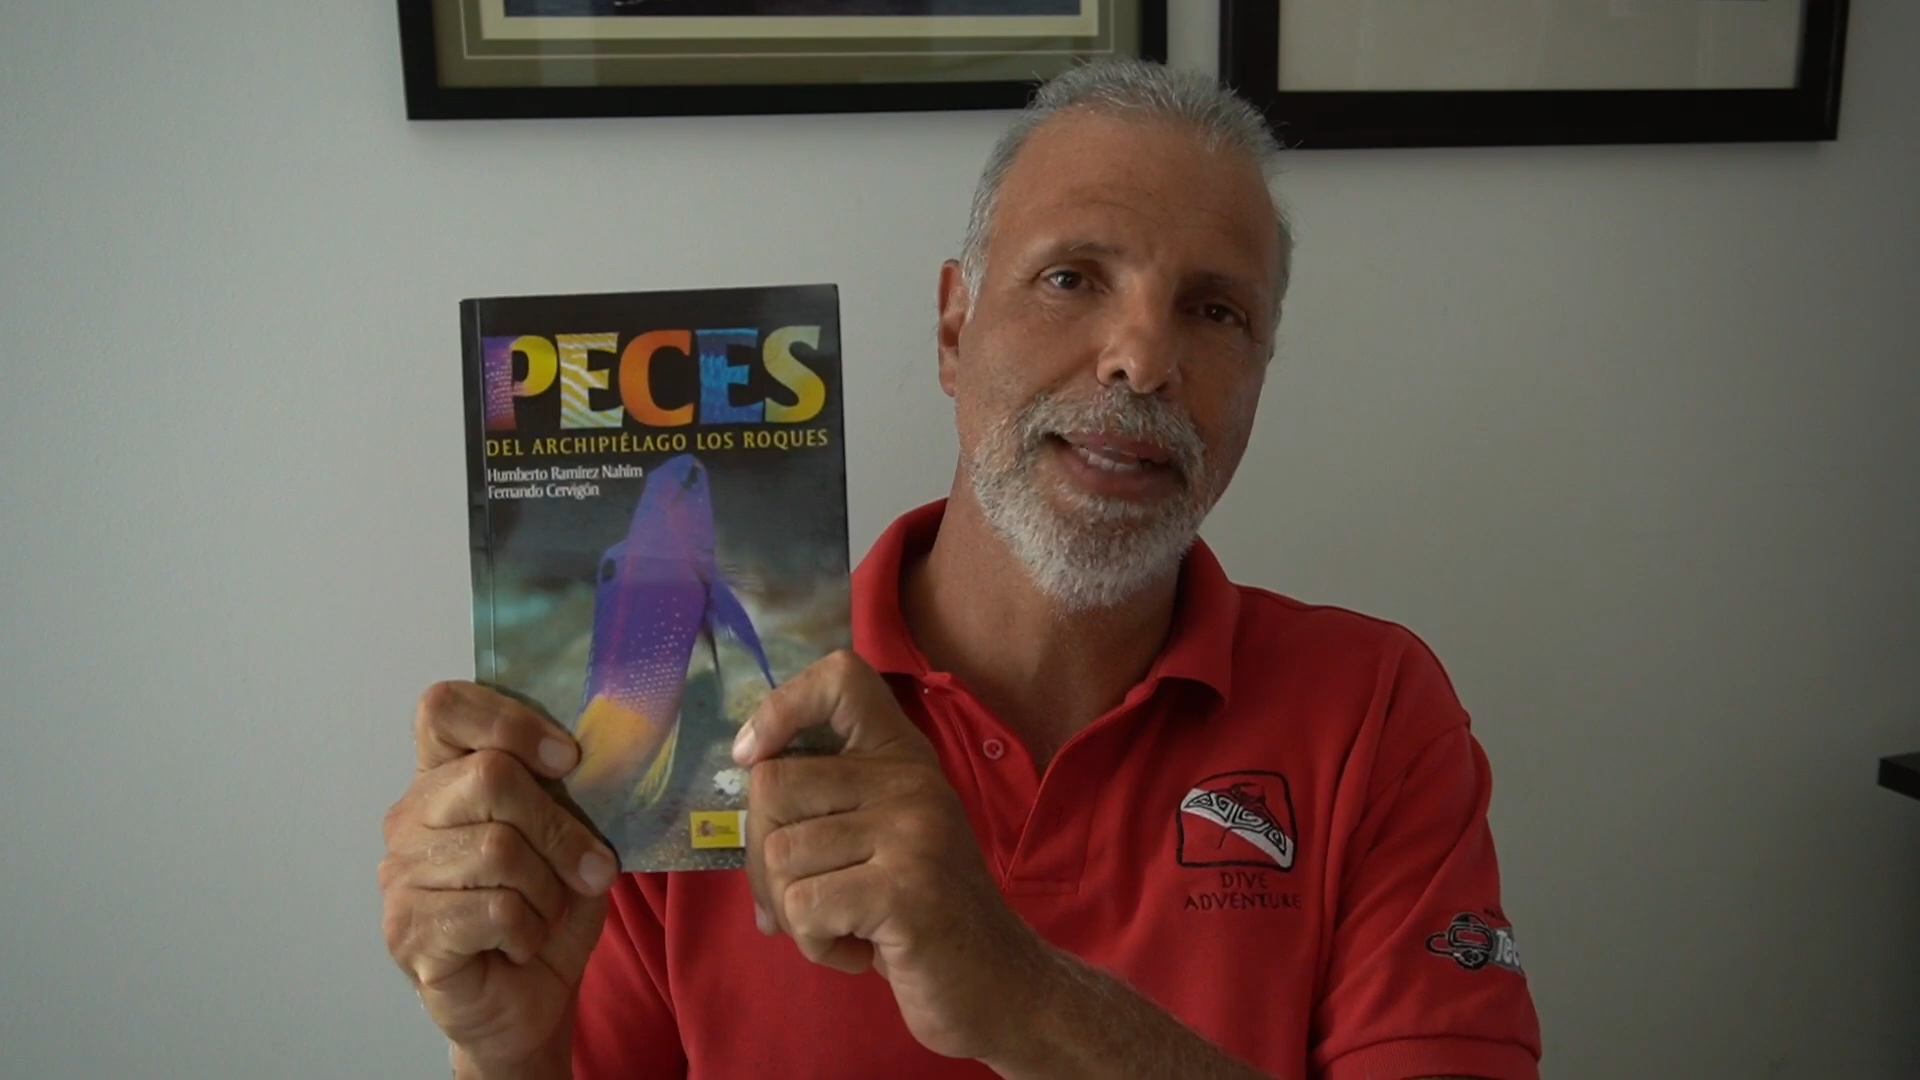 PECES
DEL ARCHIPIÉLAGO LOS ROQUES
Humberto Ramírez Nahim
Fernando Cervigón
DIVE
ADVENTURE